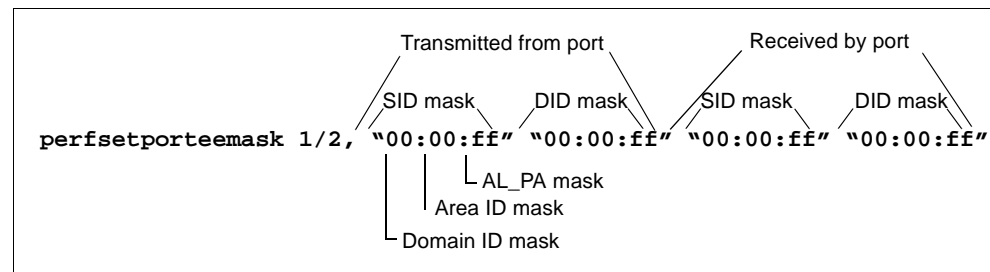 Transmitted from port Received by port
SID mask DID mask SID mask DID mask
perfsetporteemask 1/2, “00:00:ff” “00:00:ff” “00:00:ff” “00:00:ff”
AL_PA mask
Area ID mask
Domain ID mask